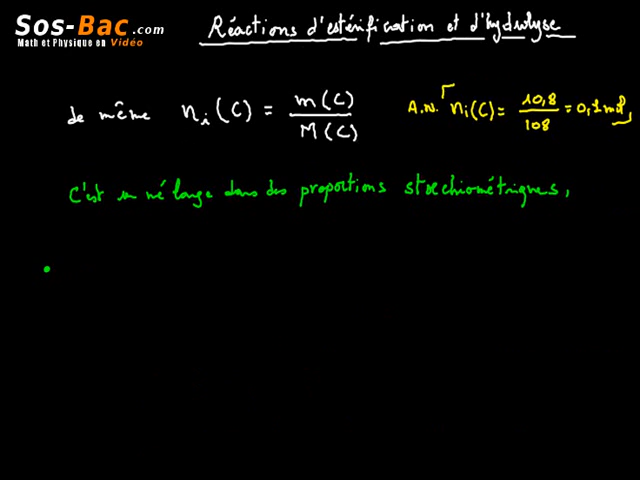 Sos-Bac.com
Math et Physique en Vidéo
Réactions d'estérification et d'hydrolyse
de même n_i(C) = m(C) / M(C) A.N. n_i(C) = 10,8 / 108 = 0,1 mol
C'est un mélange dans des proportions stœchiométriques,